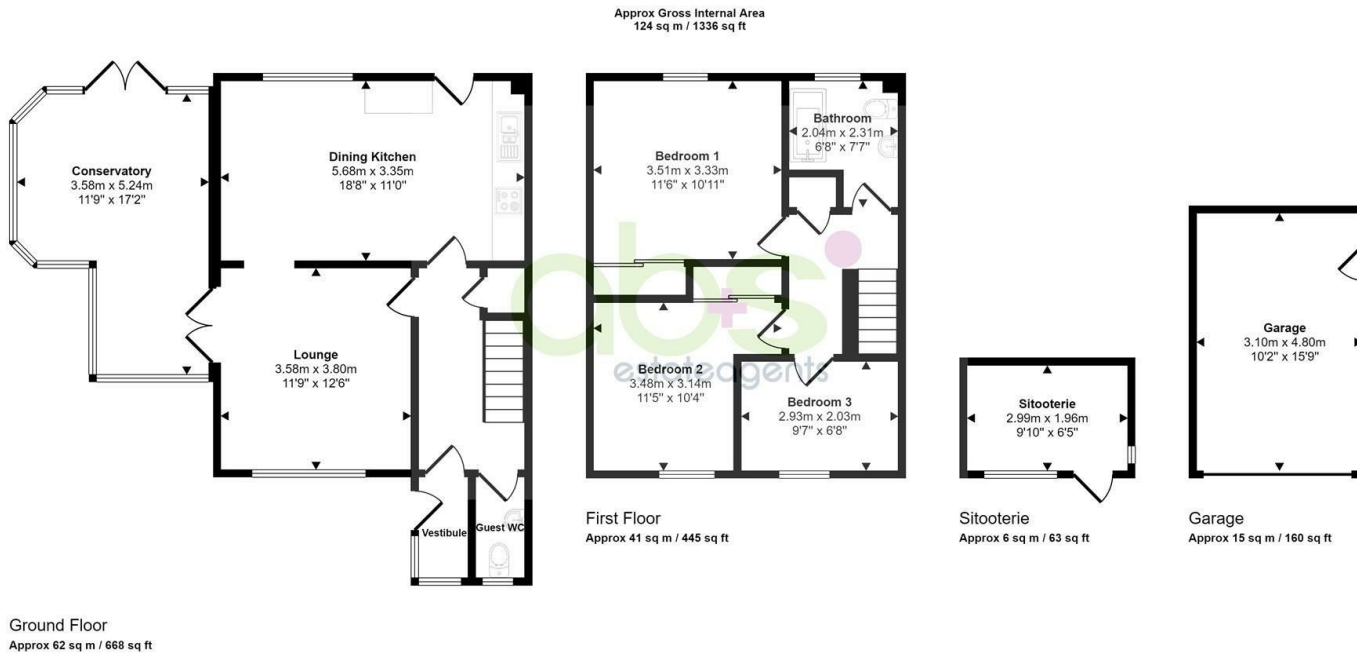 Approx Gross Internal Area
124 sq m / 1336 sq ft
Conservatory
3.58m x 5.24m
11'9" x 17'2"
Dining Kitchen
5.68m x 3.35m
18'8" x 11'0"
Lounge
3.58m x 3.80m
11'9" x 12'6"
Vestibule
Guest WC
Ground Floor
Approx 62 sq m / 668 sq ft
Bedroom 1
3.51m x 3.33m
11'6" x 10'11"
Bathroom
2.04m x 2.31m
6'8" x 7'7"
Bedroom 2
3.48m x 3.14m
11'5" x 10'4"
Bedroom 3
2.93m x 2.03m
9'7" x 6'8"
First Floor
Approx 41 sq m / 445 sq ft
Sitooterie
2.99m x 1.96m
9'10" x 6'5"
Sitooterie
Approx 6 sq m / 63 sq ft
Garage
3.10m x 4.80m
10'2" x 15'9"
Garage
Approx 15 sq m / 160 sq ft
abs
estateagents